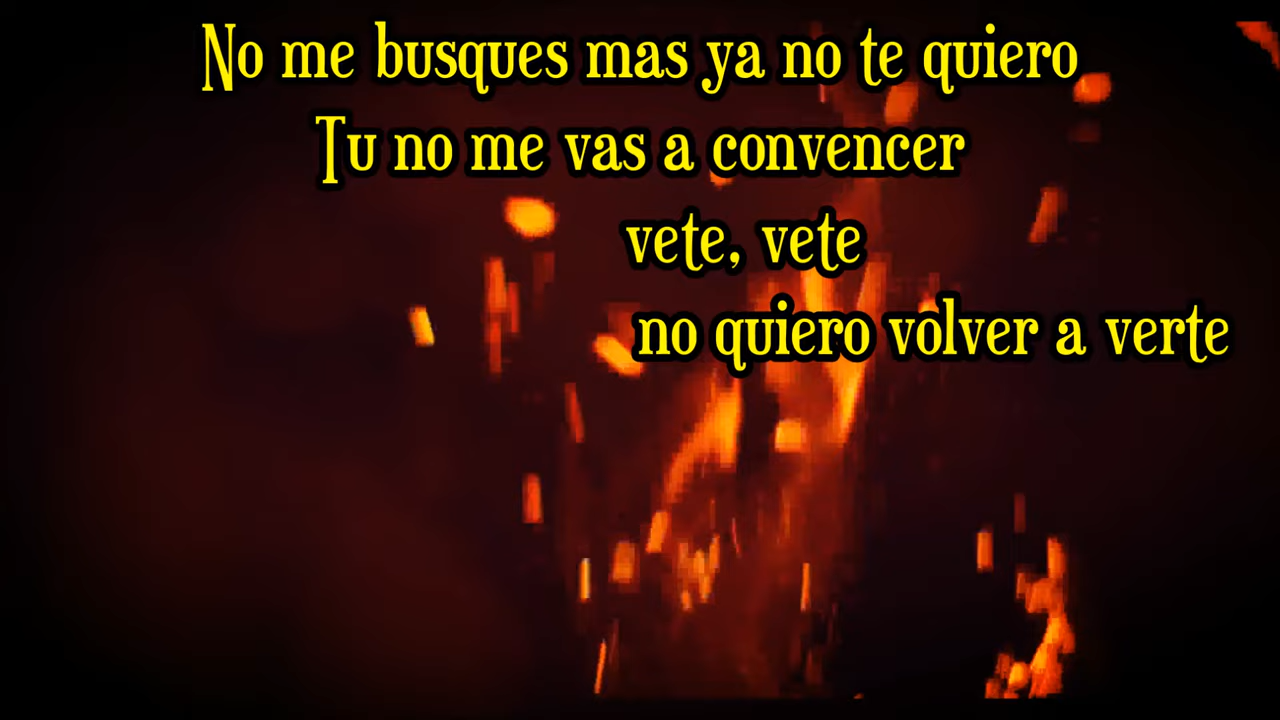 No me busques mas ya no te quiero
Tu no me vas a convencer
vete, vete
no quiero volver a verte